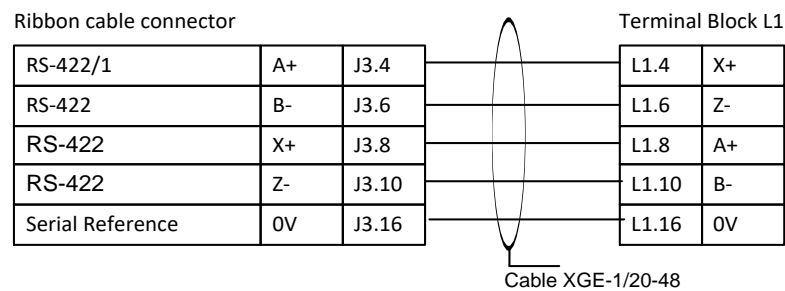 Ribbon cable connector Terminal Block L1
RS-422/1 A+ J3.4 L1.4 X+
RS-422 B- J3.6 L1.6 Z-
RS-422 X+ J3.8 L1.8 A+
RS-422 Z- J3.10 L1.10 B-
Serial Reference 0V J3.16 L1.16 0V
Cable XGE-1/20-48